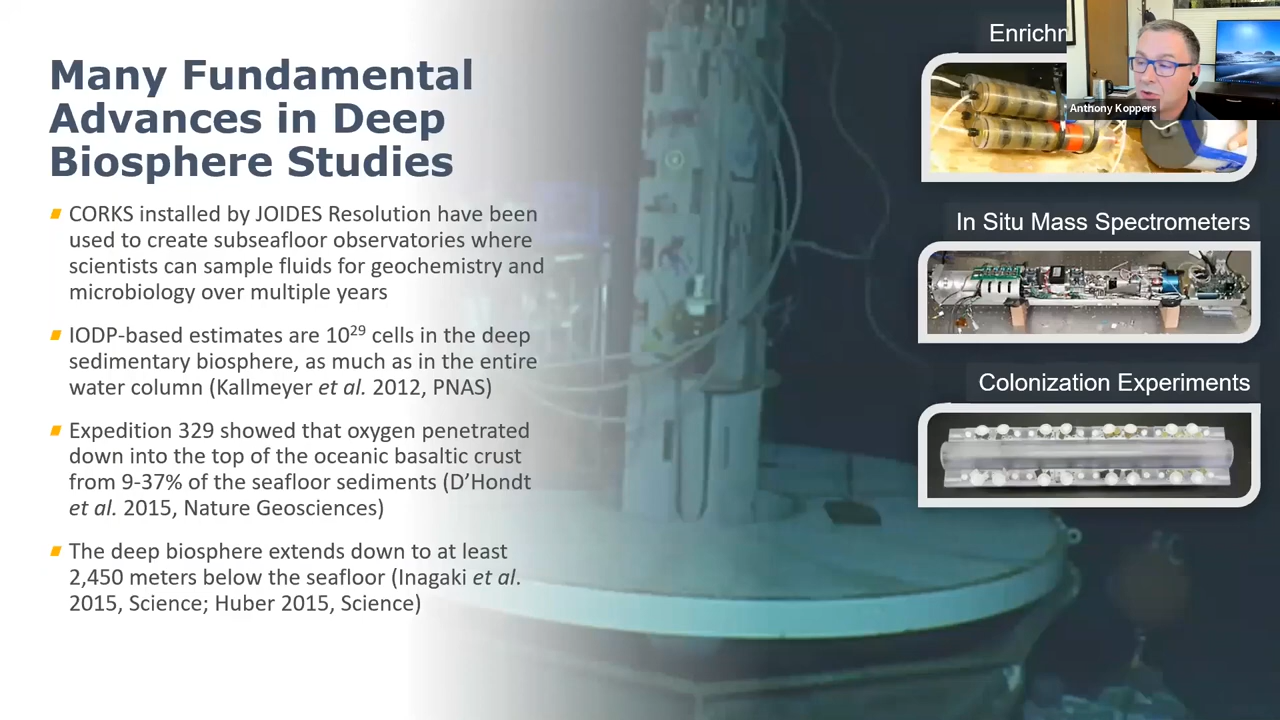 Many Fundamental
Advances in Deep
Biosphere Studies
CORKS installed by JOIDES Resolution have been
used to create subseafloor observatories where
scientists can sample fluids for geochemistry and
microbiology over multiple years
IODP-based estimates are 10²⁹ cells in the deep
sedimentary biosphere, as much as in the entire
water column (Kallmeyer et al. 2012, PNAS)
Expedition 329 showed that oxygen penetrated
down into the top of the oceanic basaltic crust
from 9-37% of the seafloor sediments (D’Hondt
et al. 2015, Nature Geosciences)
The deep biosphere extends down to at least
2,450 meters below the seafloor (Inagaki et al.
2015, Science; Huber 2015, Science)
Anthony Koppers
In Situ Mass Spectrometers
Colonization Experiments